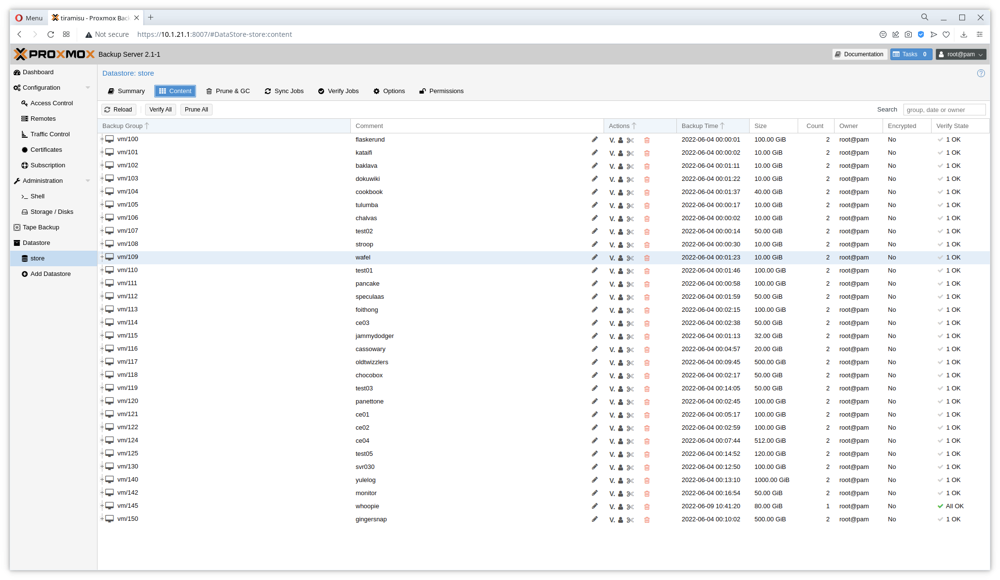 Menu tiramisu - Proxmox Bac
Not secure https://10.1.21.1:8007/#DataStore-store:content
PROXMOX Backup Server 2.1-1 Documentation Tasks 0 root@pam
Dashboard
Configuration
Access Control
Remotes
Traffic Control
Certificates
Subscription
Administration
Shell
Storage / Disks
Tape Backup
Datastore
store
Add Datastore
Datastore: store
Summary Content Prune & GC Sync Jobs Verify Jobs Options Permissions
Reload Verify All Prune All Search group, date or owner
Backup Group Comment Actions Backup Time Size Count Owner Encrypted Verify State
vm/100 flaskerund V. 2022-06-04 00:00:01 100.00 GiB 2 root@pam No 1 OK
vm/101 kataifi V. 2022-06-04 00:00:02 10.00 GiB 2 root@pam No 1 OK
vm/102 baklava V. 2022-06-04 00:01:11 10.00 GiB 2 root@pam No 1 OK
vm/103 dokuwiki V. 2022-06-04 00:01:22 10.00 GiB 2 root@pam No 1 OK
vm/104 cookbook V. 2022-06-04 00:01:37 40.00 GiB 2 root@pam No 1 OK
vm/105 tulumba V. 2022-06-04 00:00:17 10.00 GiB 2 root@pam No 1 OK
vm/106 chalvas V. 2022-06-04 00:00:02 10.00 GiB 2 root@pam No 1 OK
vm/107 test02 V. 2022-06-04 00:00:14 50.00 GiB 2 root@pam No 1 OK
vm/108 stroop V. 2022-06-04 00:00:30 10.00 GiB 2 root@pam No 1 OK
vm/109 wafel V. 2022-06-04 00:01:23 10.00 GiB 2 root@pam No 1 OK
vm/110 test01 V. 2022-06-04 00:01:46 100.00 GiB 2 root@pam No 1 OK
vm/111 pancake V. 2022-06-04 00:00:58 100.00 GiB 2 root@pam No 1 OK
vm/112 speculaas V. 2022-06-04 00:01:59 50.00 GiB 2 root@pam No 1 OK
vm/113 foithong V. 2022-06-04 00:02:15 100.00 GiB 2 root@pam No 1 OK
vm/114 ce03 V. 2022-06-04 00:02:38 50.00 GiB 2 root@pam No 1 OK
vm/115 jammydodger V. 2022-06-04 00:01:13 32.00 GiB 2 root@pam No 1 OK
vm/116 cassowary V. 2022-06-04 00:04:57 20.00 GiB 2 root@pam No 1 OK
vm/117 oldtwizzlers V. 2022-06-04 00:09:45 500.00 GiB 2 root@pam No 1 OK
vm/118 chocobox V. 2022-06-04 00:02:17 50.00 GiB 2 root@pam No 1 OK
vm/119 test03 V. 2022-06-04 00:14:05 50.00 GiB 2 root@pam No 1 OK
vm/120 panettone V. 2022-06-04 00:02:45 100.00 GiB 2 root@pam No 1 OK
vm/121 ce01 V. 2022-06-04 00:05:17 100.00 GiB 2 root@pam No 1 OK
vm/122 ce02 V. 2022-06-04 00:02:59 100.00 GiB 2 root@pam No 1 OK
vm/124 ce04 V. 2022-06-04 00:07:44 512.00 GiB 2 root@pam No 1 OK
vm/125 test05 V. 2022-06-04 00:14:52 120.00 GiB 2 root@pam No 1 OK
vm/130 svr030 V. 2022-06-04 00:12:50 100.00 GiB 2 root@pam No 1 OK
vm/140 yulelog V. 2022-06-04 00:13:10 1000.00 GiB 2 root@pam No 1 OK
vm/142 monitor V. 2022-06-04 00:16:54 50.00 GiB 2 root@pam No 1 OK
vm/145 whoopie V. 2022-06-09 10:41:20 80.00 GiB 1 root@pam No All OK
vm/150 gingersnap V. 2022-06-04 00:10:02 500.00 GiB 2 root@pam No 1 OK